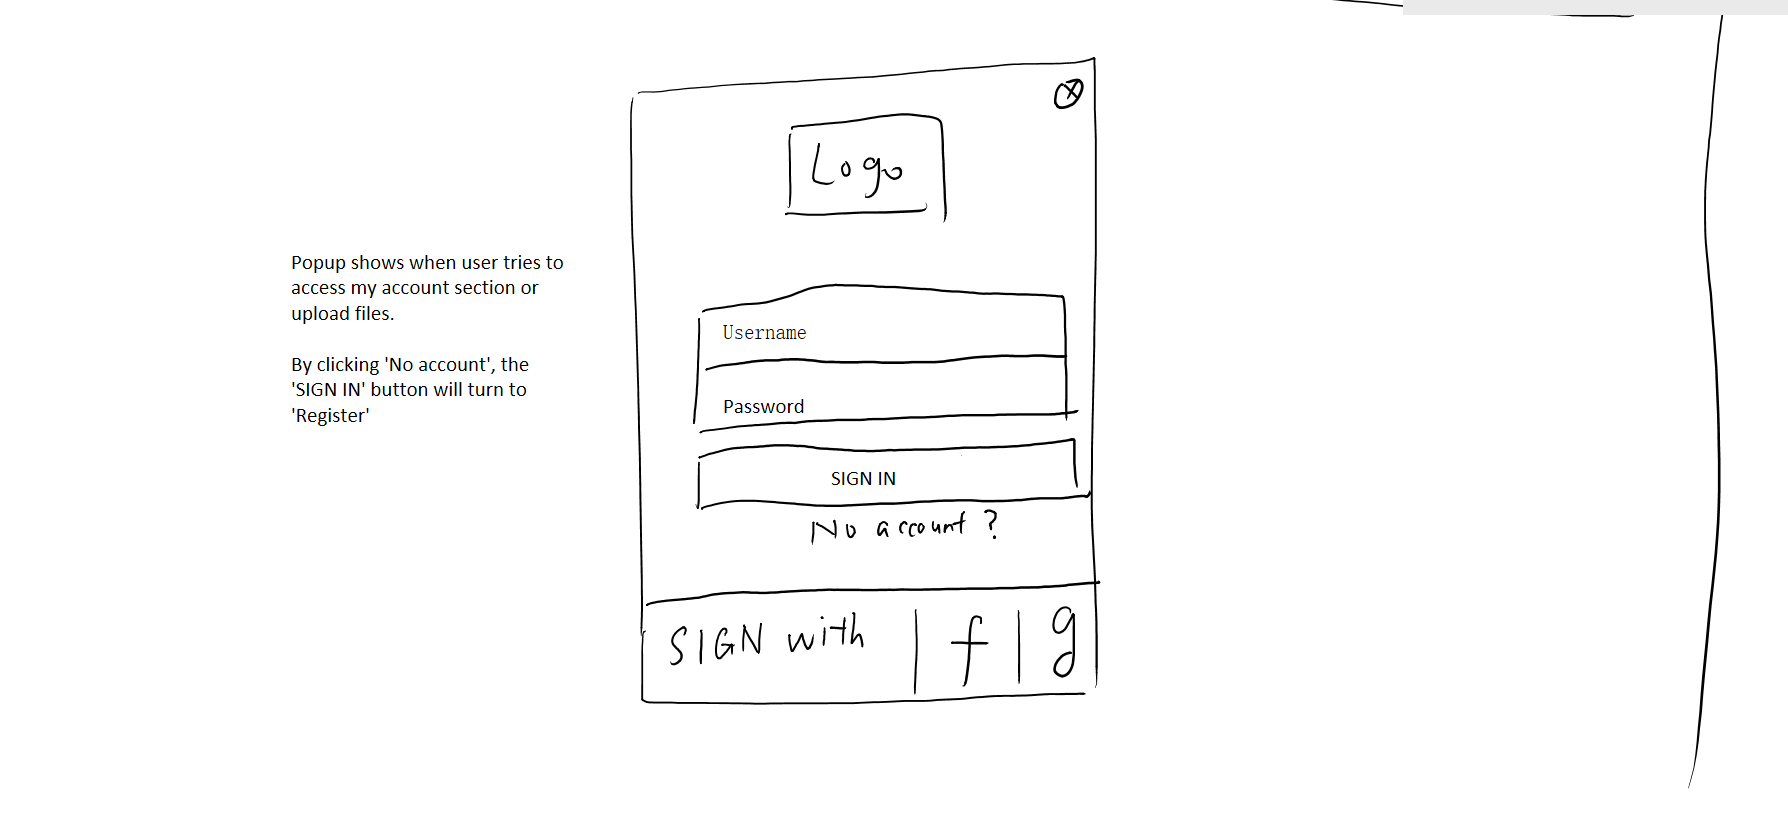 Logo
Popup shows when user tries to
access my account section or
upload files.
By clicking 'No account', the
'SIGN IN' button will turn to
'Register'
Username
Password
SIGN IN
No account ?
SIGN with | f | g